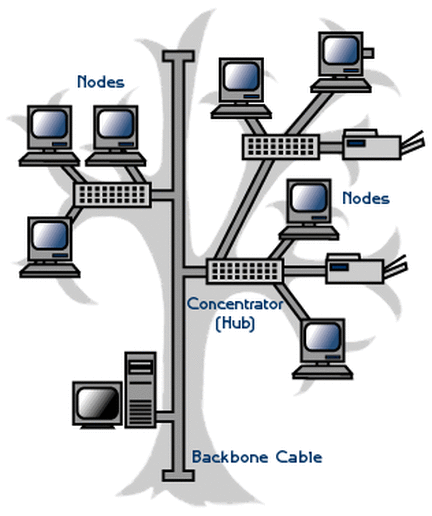 Nodes
Nodes
Concentrator
(Hub)
Backbone Cable